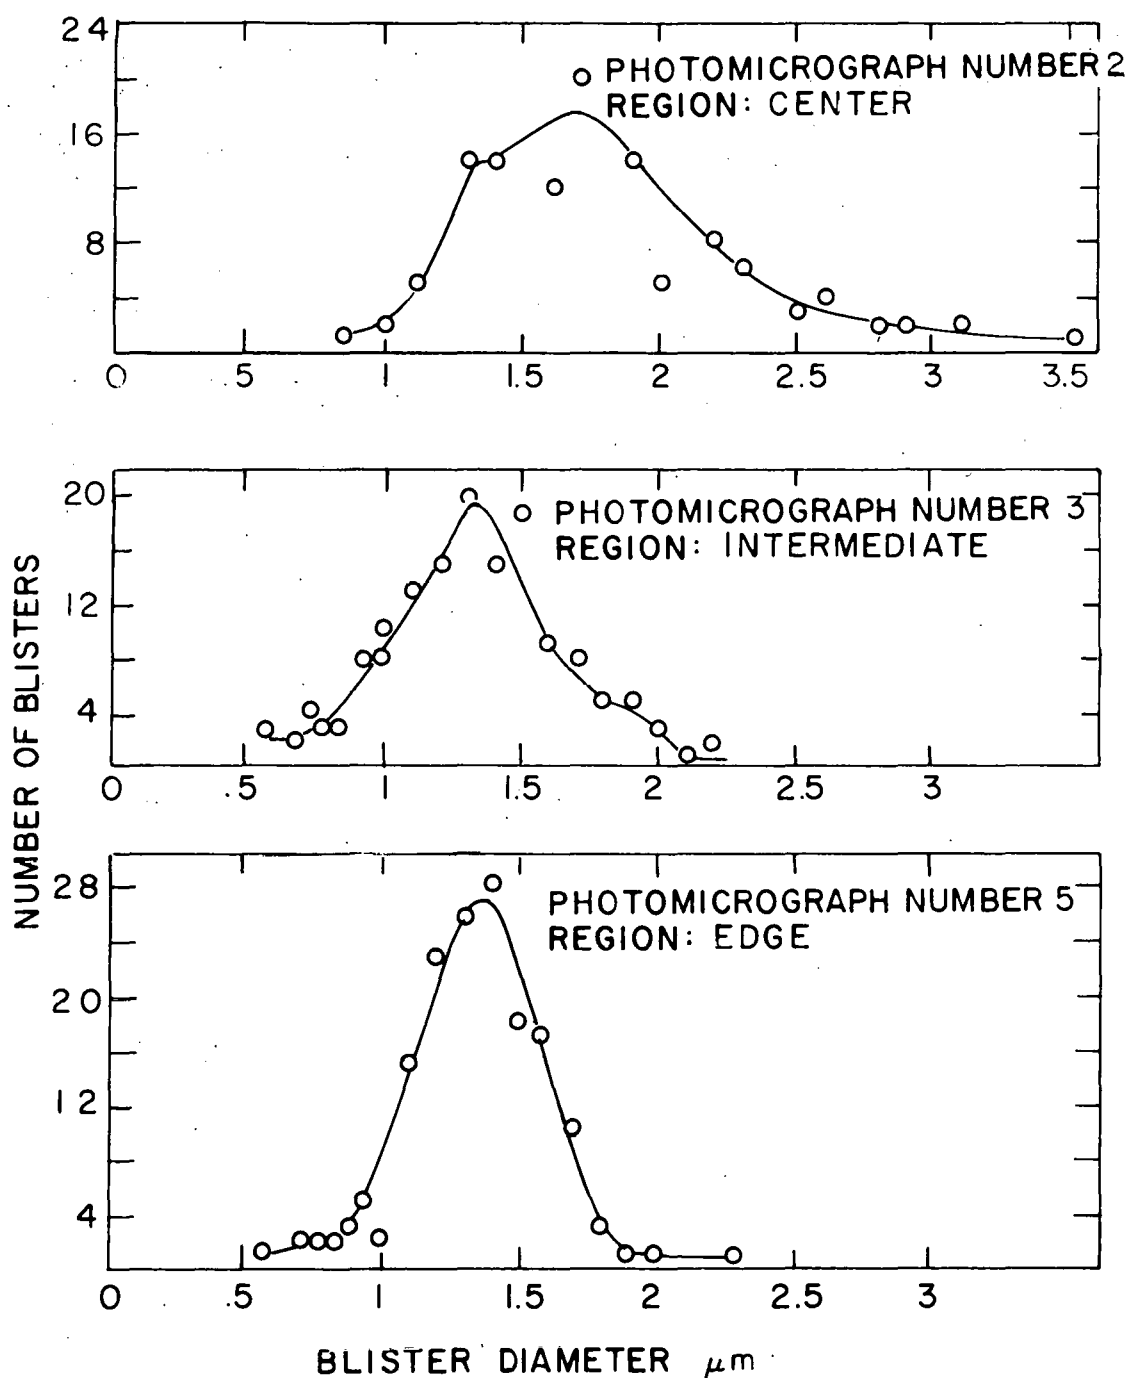 24
PHOTOMICROGRAPH NUMBER 2
REGION: CENTER
16
8
0 .5 1 1.5 2 2.5 3 3.5
20
PHOTOMICROGRAPH NUMBER 3
REGION: INTERMEDIATE
12
4
0 .5 1 1.5 2 2.5 3
NUMBER OF BLISTERS
28
PHOTOMICROGRAPH NUMBER 5
REGION: EDGE
20
12
4
0 .5 1 1.5 2 2.5 3
BLISTER DIAMETER μm